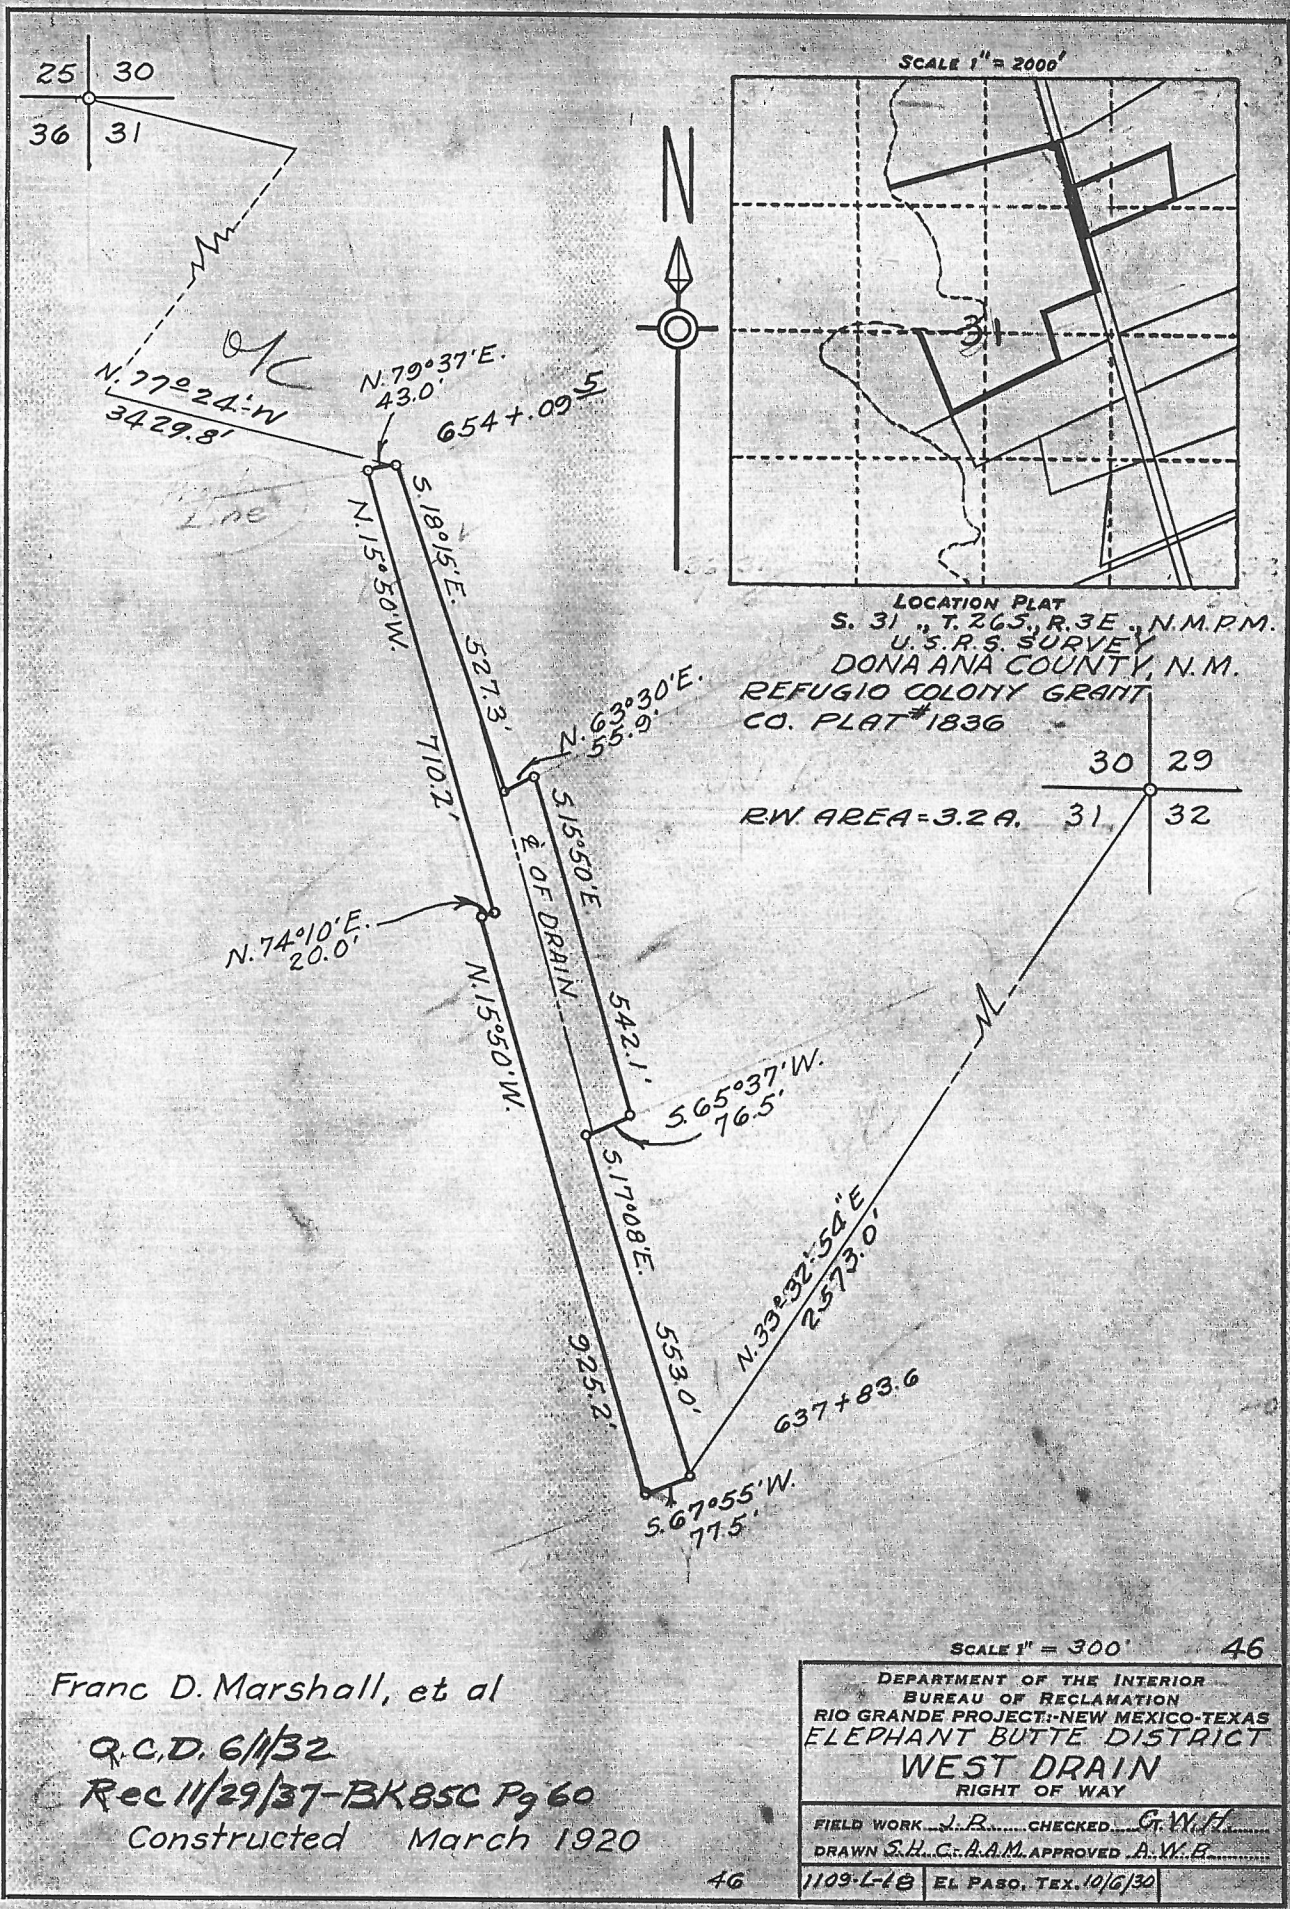 25 30
36 31
SCALE 1" = 2000'
N
31
O/C
N. 77°-24'-W
3429.8'
N. 79°37'E.
43.0'
654+.09 5
Line
S. 18°15'E. 527.3'
N. 15°50'W. 710.2'
LOCATION PLAT
S. 31 ., T. 26S., R. 3E ., N.M.P.M.
U.S.R.S. SURVEY
DONA ANA COUNTY, N.M.
REFUGIO COLONY GRANT
CO. PLAT #1836
N. 63°30'E.
55.9'
30 29
31 32
RW. AREA = 3.2 A.
S. 15°50'E. 542.1'
℄ OF DRAIN
N. 74°10'E.
20.0'
N. 15°50'W. 925.2'
S. 65°37'W.
76.5'
S. 17°08'E. 553.0'
N. 33°-32'-54" E
2573.0'
637+83.6
S. 67°55'W.
77.5'
SCALE 1" = 300' 46
Franc D. Marshall, et al
Q.C.D. 6/1/32
Rec 11/29/37-BK 85C Pg 60
Constructed March 1920
46
DEPARTMENT OF THE INTERIOR
BUREAU OF RECLAMATION
RIO GRANDE PROJECT:-NEW MEXICO-TEXAS
ELEPHANT BUTTE DISTRICT
WEST DRAIN
RIGHT OF WAY
FIELD WORK J.R. CHECKED G.W.H.
DRAWN S.H.C.-A.A.M. APPROVED A.W.B.
1109-L-18 EL PASO, TEX. 10/6/30